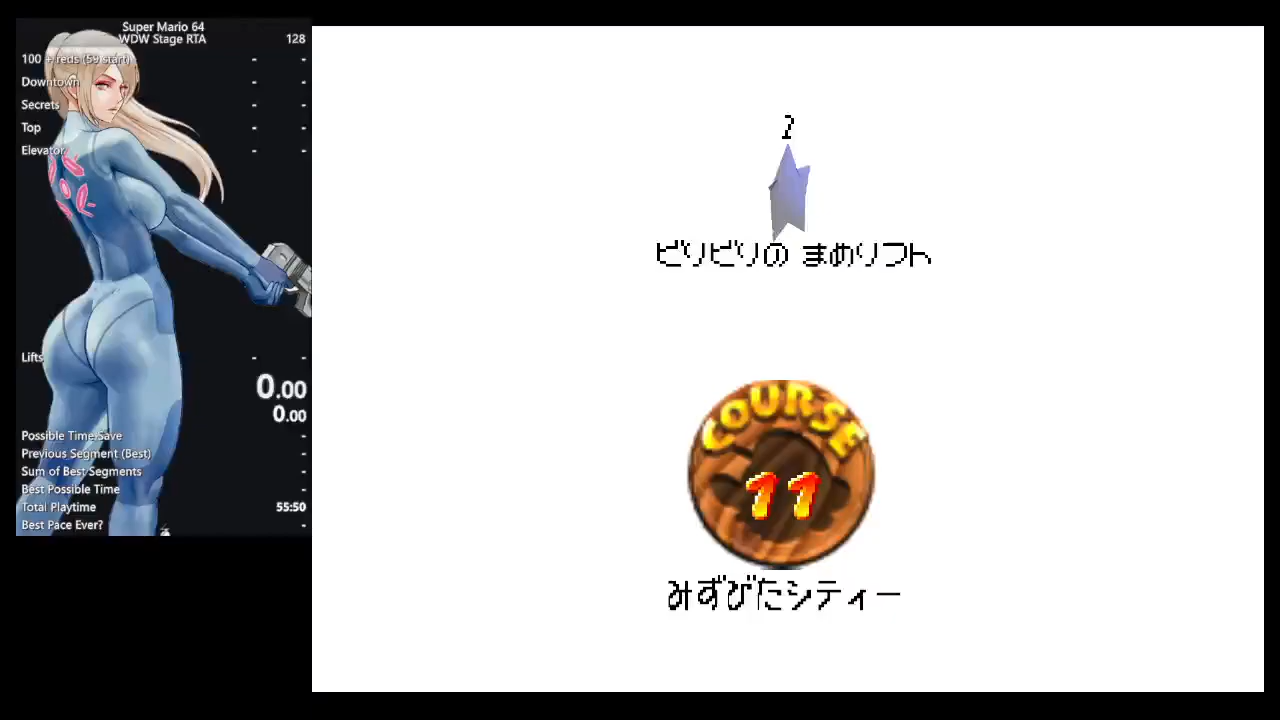 Super Mario 64
WDW Stage RTA 128
100 + reds (59 start) - -
Downtown - -
Secrets - -
Top - -
Elevator - -
Lifts - -
0.00
0.00
Possible Time Save -
Previous Segment (Best) -
Sum of Best Segments -
Best Possible Time -
Total Playtime 55:50
Best Pace Ever? -
2
ビリビリの まめリフト
COURSE
11
みずびたシティー